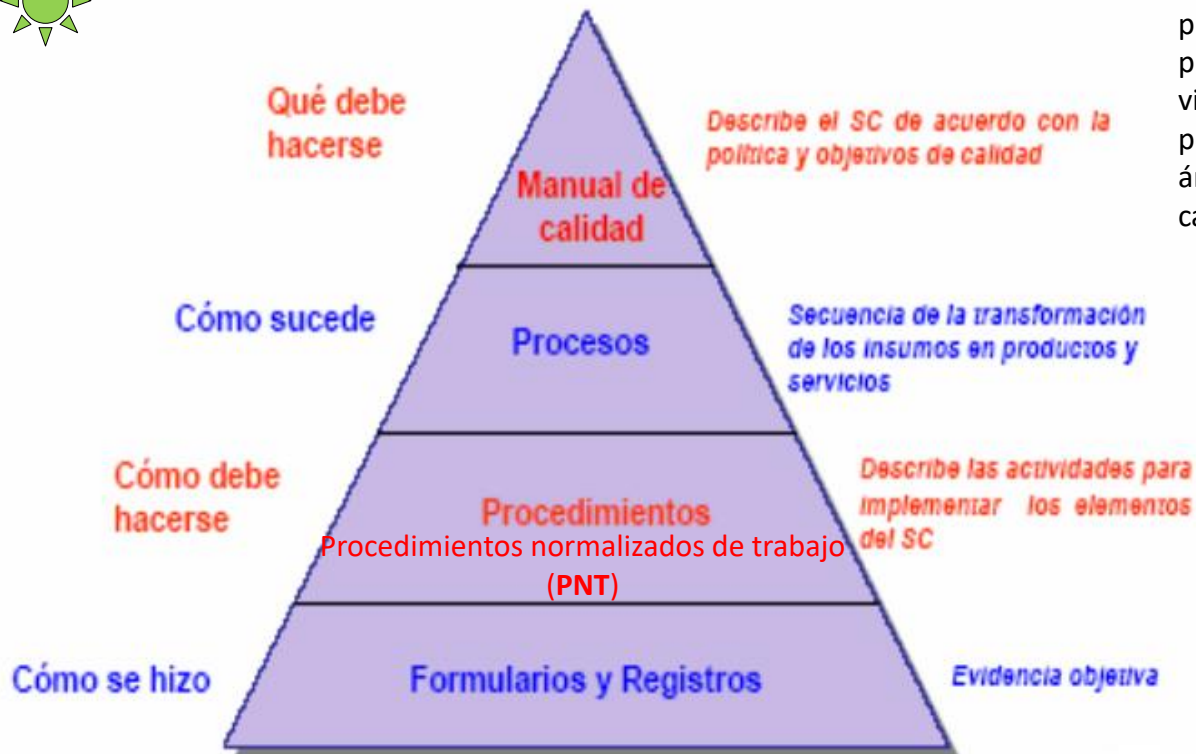 Qué debe
hacerse
Describe el SC de acuerdo con la
política y objetivos de calidad
Manual de
calidad
Cómo sucede
Procesos
Secuencia de la transformación
de los insumos en productos y
servicios
Cómo debe
hacerse
Procedimientos
Procedimientos normalizados de trabajo
(PNT)
Describe las actividades para
implementar los elementos
del SC
Cómo se hizo
Formularios y Registros
Evidencia objetiva